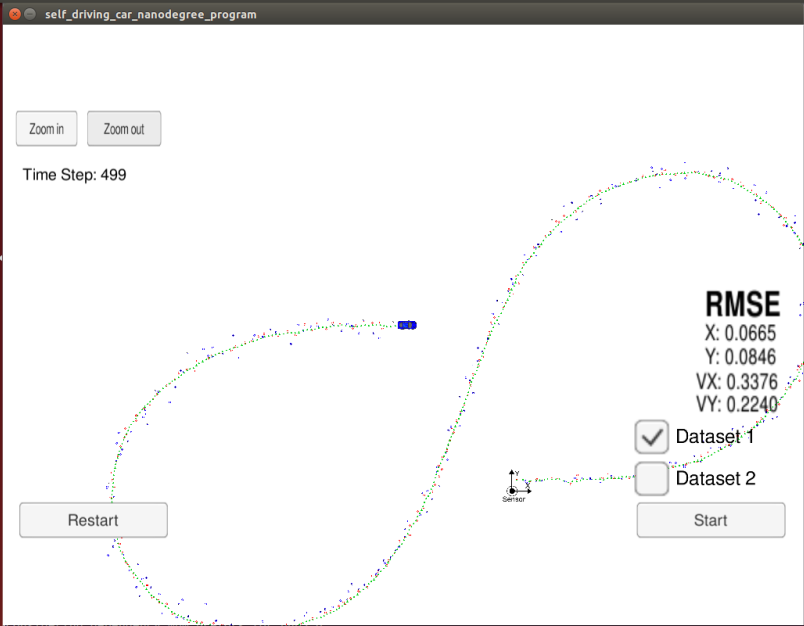 self_driving_car_nanodegree_program
Zoom in
Zoom out
Time Step: 499
RMSE
X: 0.0665
Y: 0.0846
VX: 0.3376
VY: 0.2240
Dataset 1
Y
X
Sensor
Dataset 2
Restart
Start